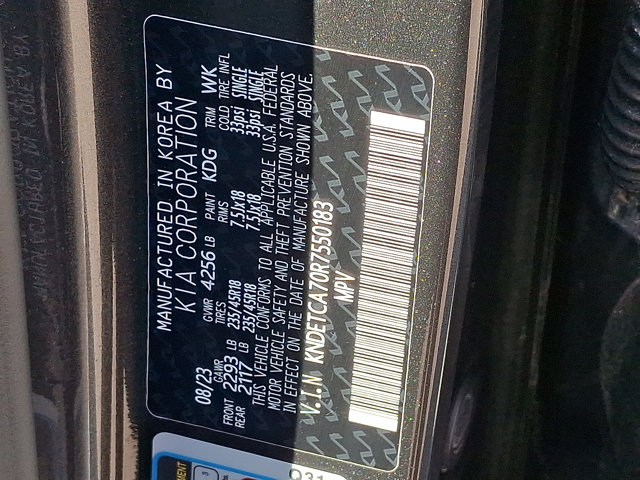 MANUFACTURED IN KOREA BY
KIA CORPORATION
08/23 GVWR 4256 LB PAINT KDG TRIM WK
GAWR TIRES RIMS COLD TIRE INFL
FRONT 2293 LB 235/45R18 7.5Jx18 33psi SINGLE
REAR 2117 LB 235/45R18 7.5Jx18 33psi SINGLE
THIS VEHICLE CONFORMS TO ALL APPLICABLE U.S.A. FEDERAL
MOTOR VEHICLE SAFETY AND THEFT PREVENTION STANDARDS
IN EFFECT ON THE DATE OF MANUFACTURE SHOWN ABOVE.
V.I.N KNDETCA70R7550183
MPV